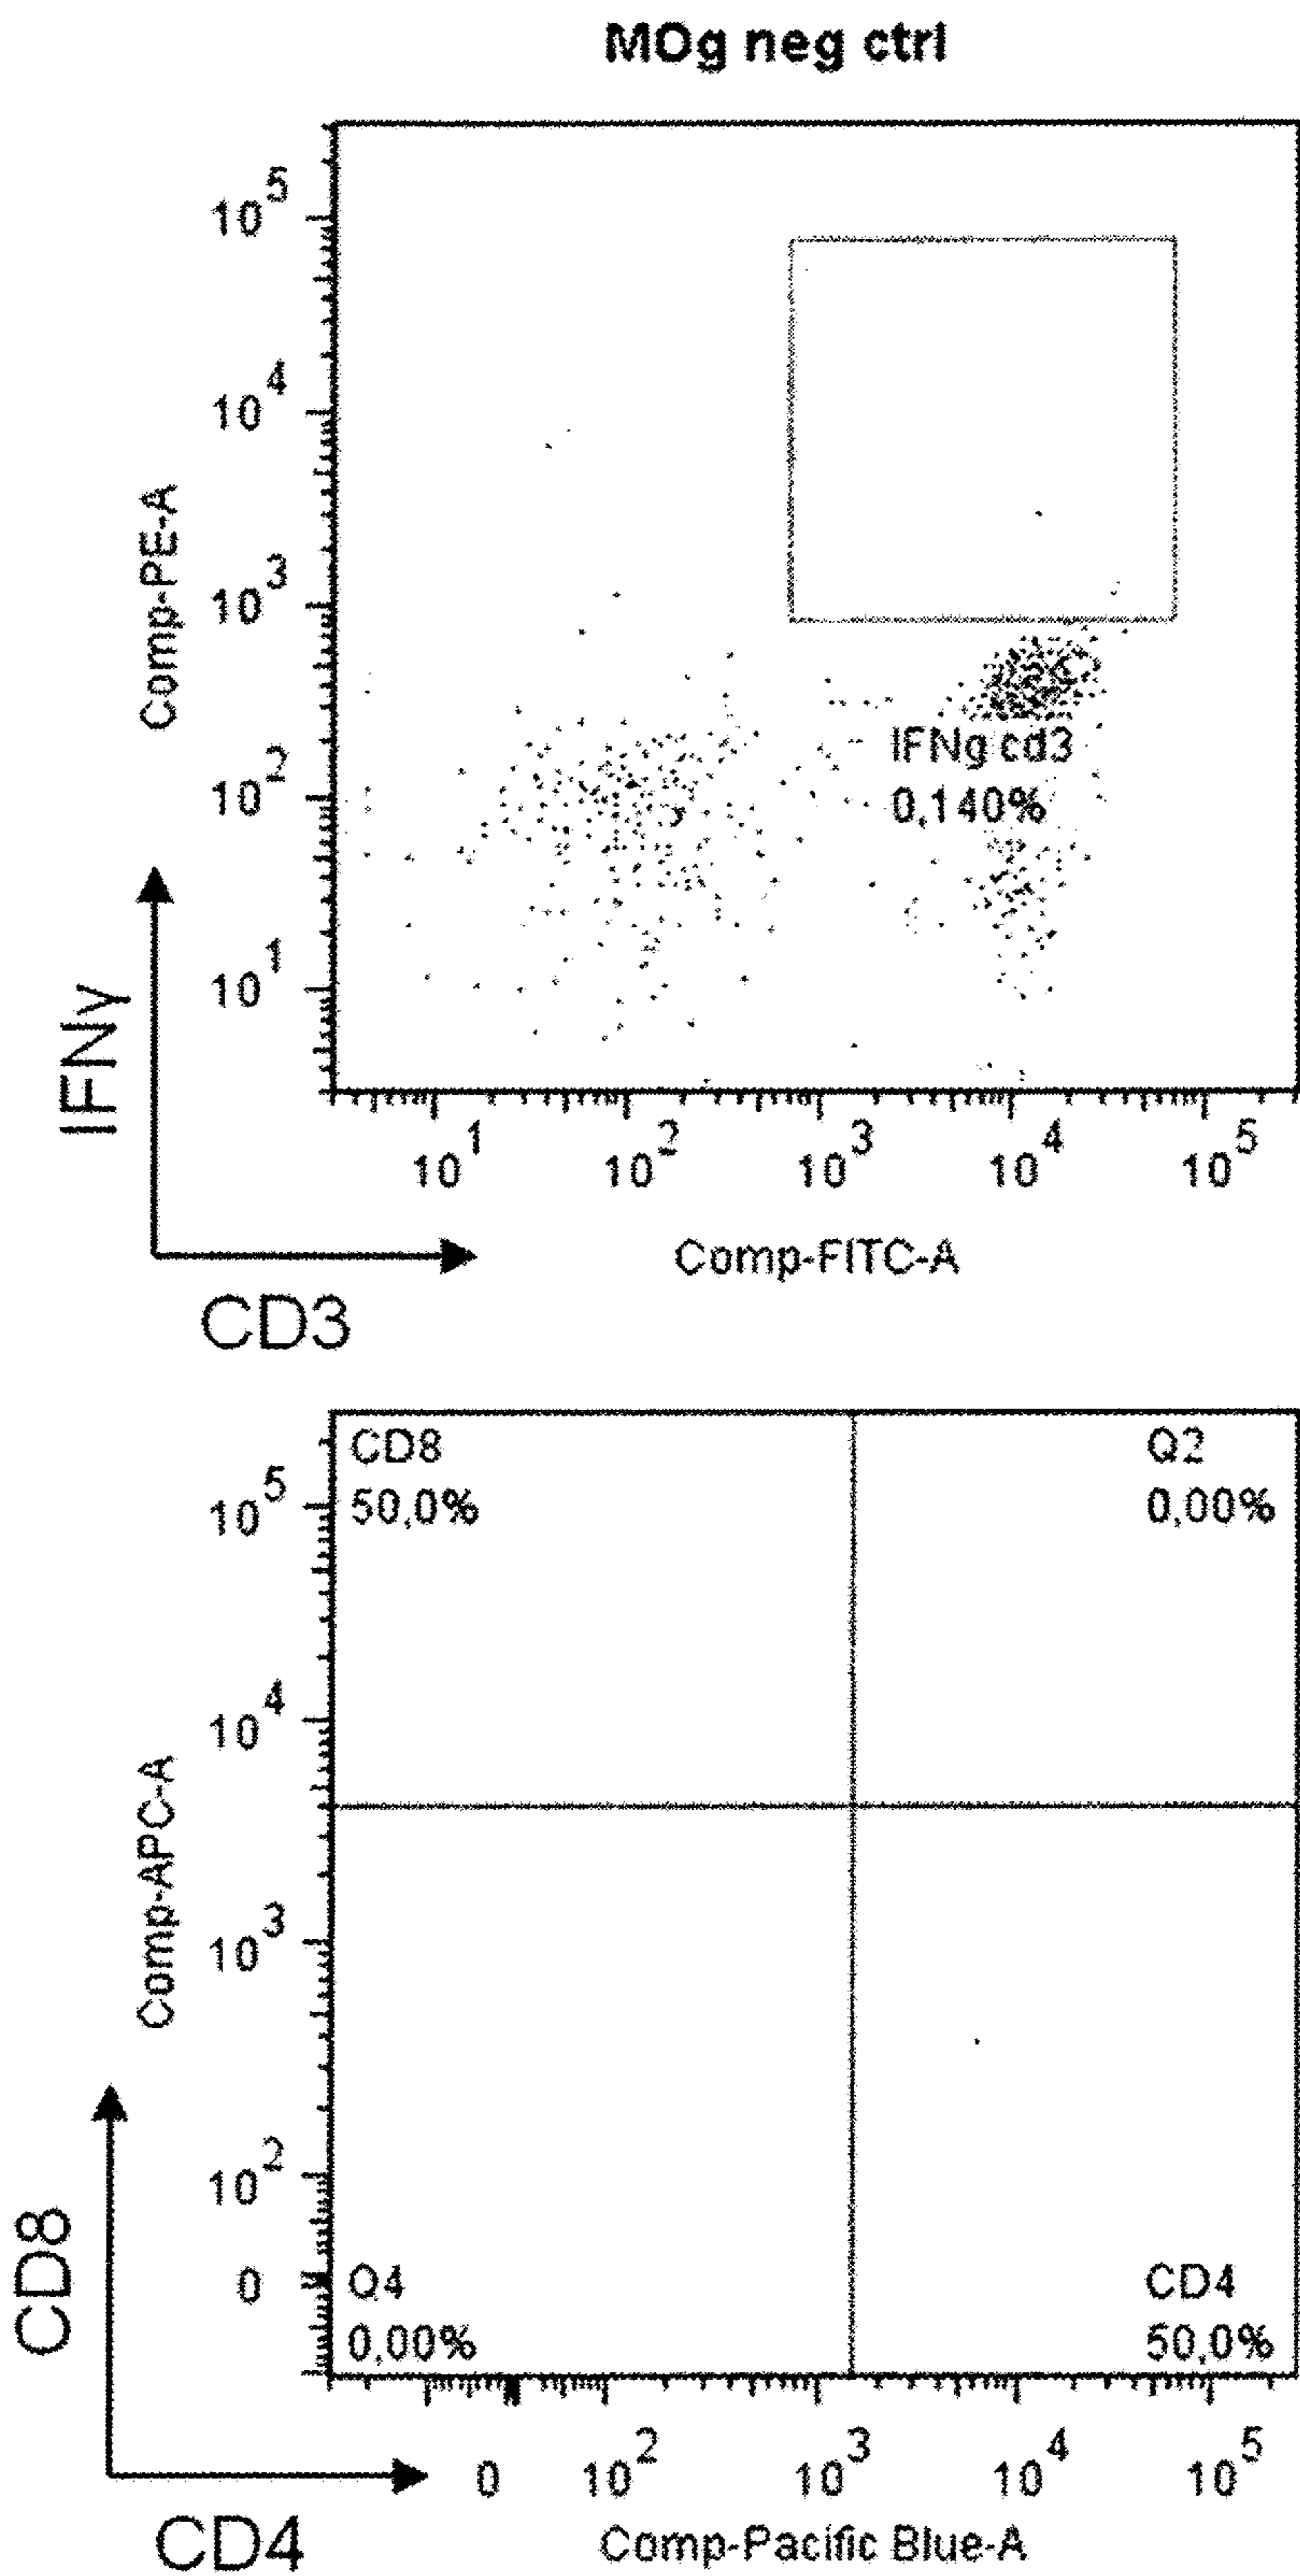 MOg neg ctrl
10^5
10^4
10^3
10^2
10^1
Comp-PE-A
IFNγ
IFNg cd3
0,140%
10^1 10^2 10^3 10^4 10^5
Comp-FITC-A
CD3
CD8
50,0%
Q2
0,00%
10^5
10^4
10^3
10^2
0
Comp-APC-A
CD8
Q4
0,00%
CD4
50,0%
0 10^2 10^3 10^4 10^5
Comp-Pacific Blue-A
CD4